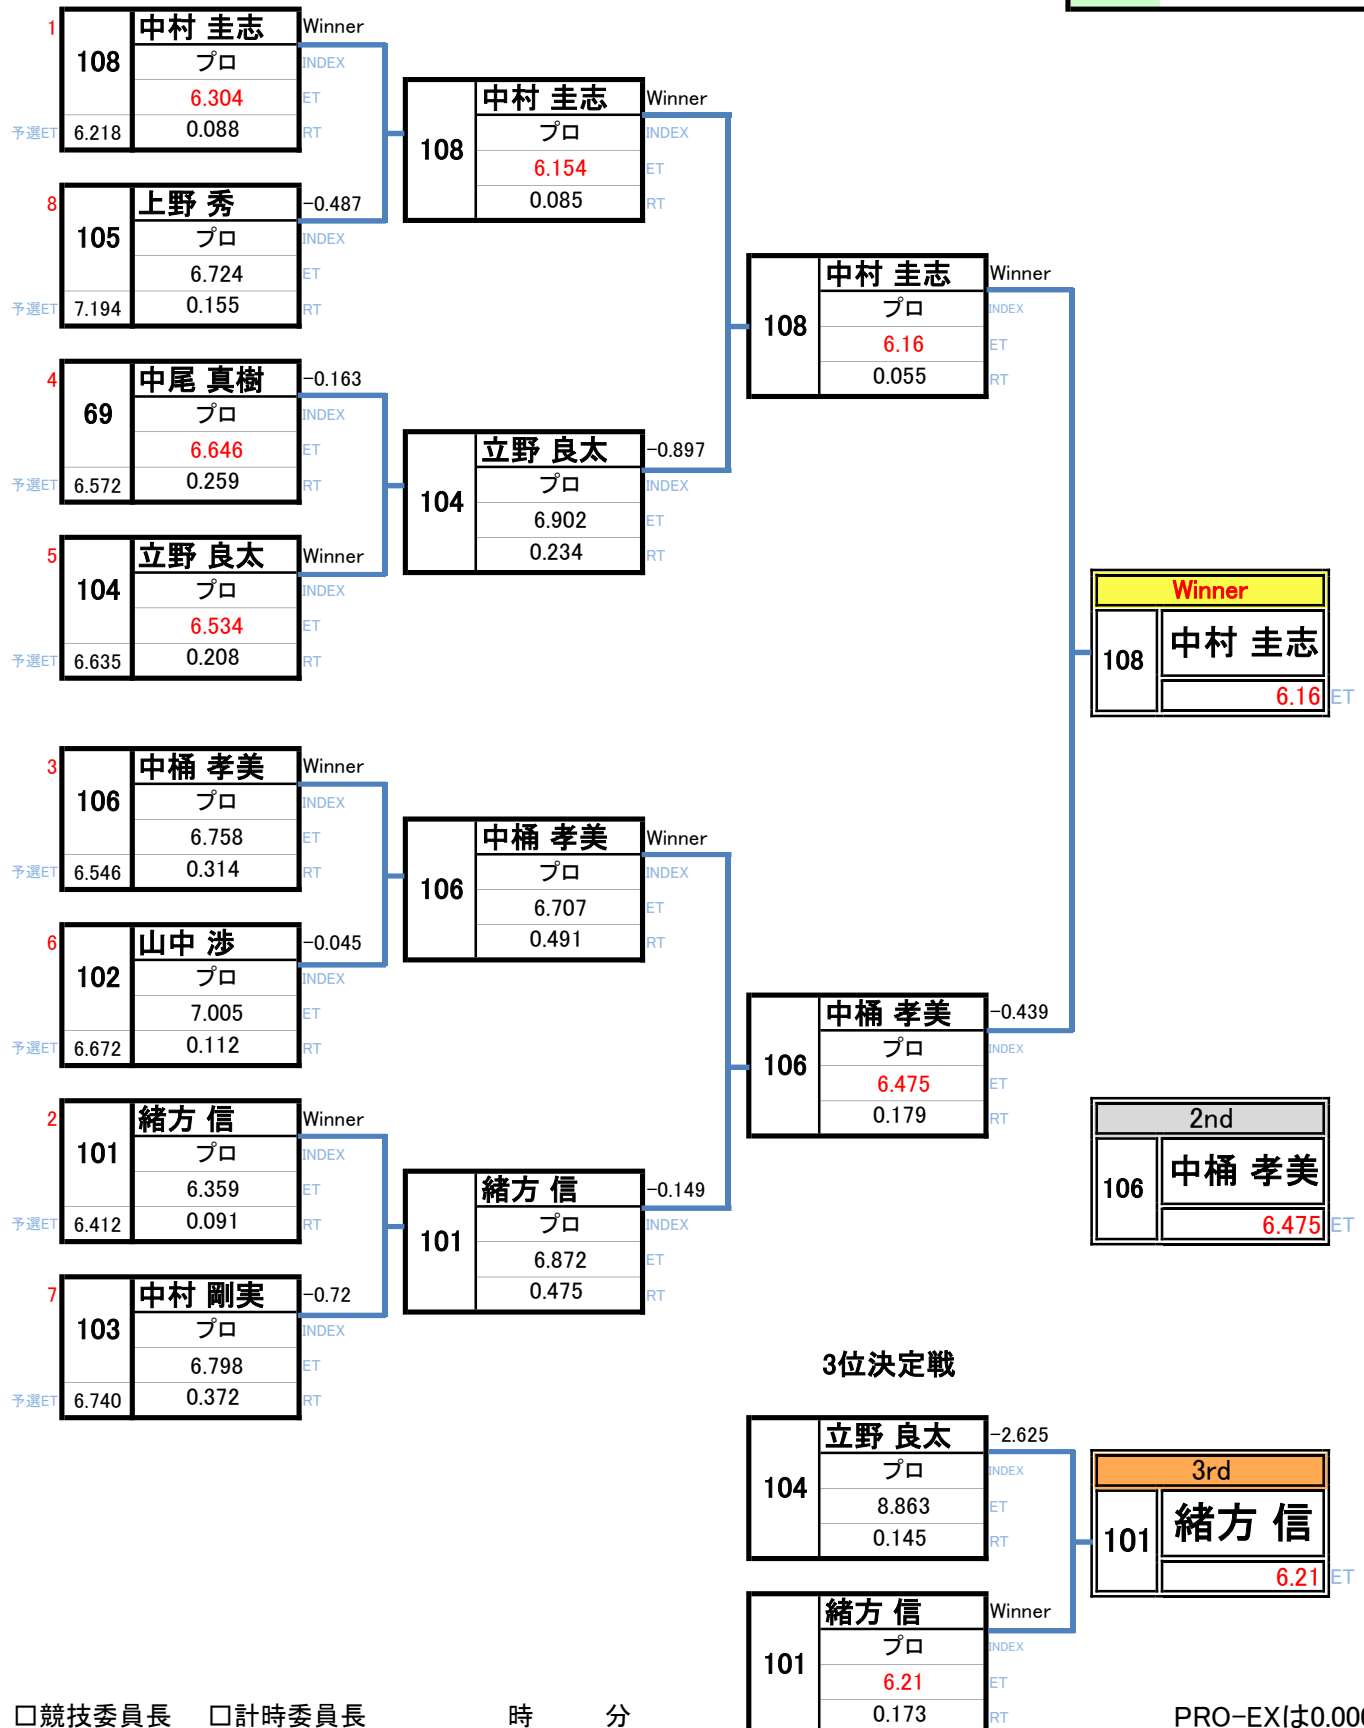 1
108
中村 圭志
Winner
プロ
INDEX
6.304
ET
予選ET 6.218
0.088
RT
8
105
上野 秀
-0.487
プロ
INDEX
6.724
ET
予選ET 7.194
0.155
RT
4
69
中尾 真樹
-0.163
プロ
INDEX
6.646
ET
予選ET 6.572
0.259
RT
5
104
立野 良太
Winner
プロ
INDEX
6.534
ET
予選ET 6.635
0.208
RT
3
106
中桶 孝美
Winner
プロ
INDEX
6.758
ET
予選ET 6.546
0.314
RT
6
102
山中 渉
-0.045
プロ
INDEX
7.005
ET
予選ET 6.672
0.112
RT
2
101
緒方 信
Winner
プロ
INDEX
6.359
ET
予選ET 6.412
0.091
RT
7
103
中村 剛実
-0.72
プロ
INDEX
6.798
ET
予選ET 6.740
0.372
RT
108
中村 圭志
Winner
プロ
INDEX
6.154
ET
0.085
RT
104
立野 良太
-0.897
プロ
INDEX
6.902
ET
0.234
RT
106
中桶 孝美
Winner
プロ
INDEX
6.707
ET
0.491
RT
101
緒方 信
-0.149
プロ
INDEX
6.872
ET
0.475
RT
108
中村 圭志
Winner
プロ
INDEX
6.16
ET
0.055
RT
106
中桶 孝美
-0.439
プロ
INDEX
6.475
ET
0.179
RT
Winner
108
中村 圭志
6.16 ET
2nd
106
中桶 孝美
6.475 ET
3位決定戦
104
立野 良太
-2.625
プロ
INDEX
8.863
ET
0.145
RT
101
緒方 信
Winner
プロ
INDEX
6.21
ET
0.173
RT
3rd
101
緒方 信
6.21 ET
□競技委員長 □計時委員長 時 分
PRO-EXは0.000